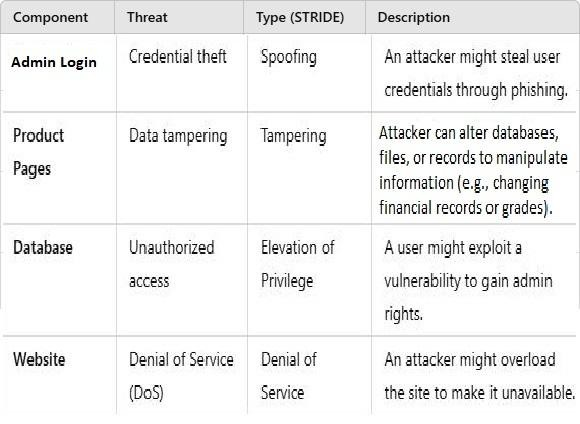 Component Threat Type (STRIDE) Description
Admin Login Credential theft Spoofing An attacker might steal user
credentials through phishing.
Product Data tampering Tampering Attacker can alter databases,
Pages files, or records to manipulate
information (e.g., changing
financial records or grades).
Database Unauthorized Elevation of A user might exploit a
access Privilege vulnerability to gain admin
rights.
Website Denial of Service Denial of An attacker might overload
(DoS) Service the site to make it unavailable.